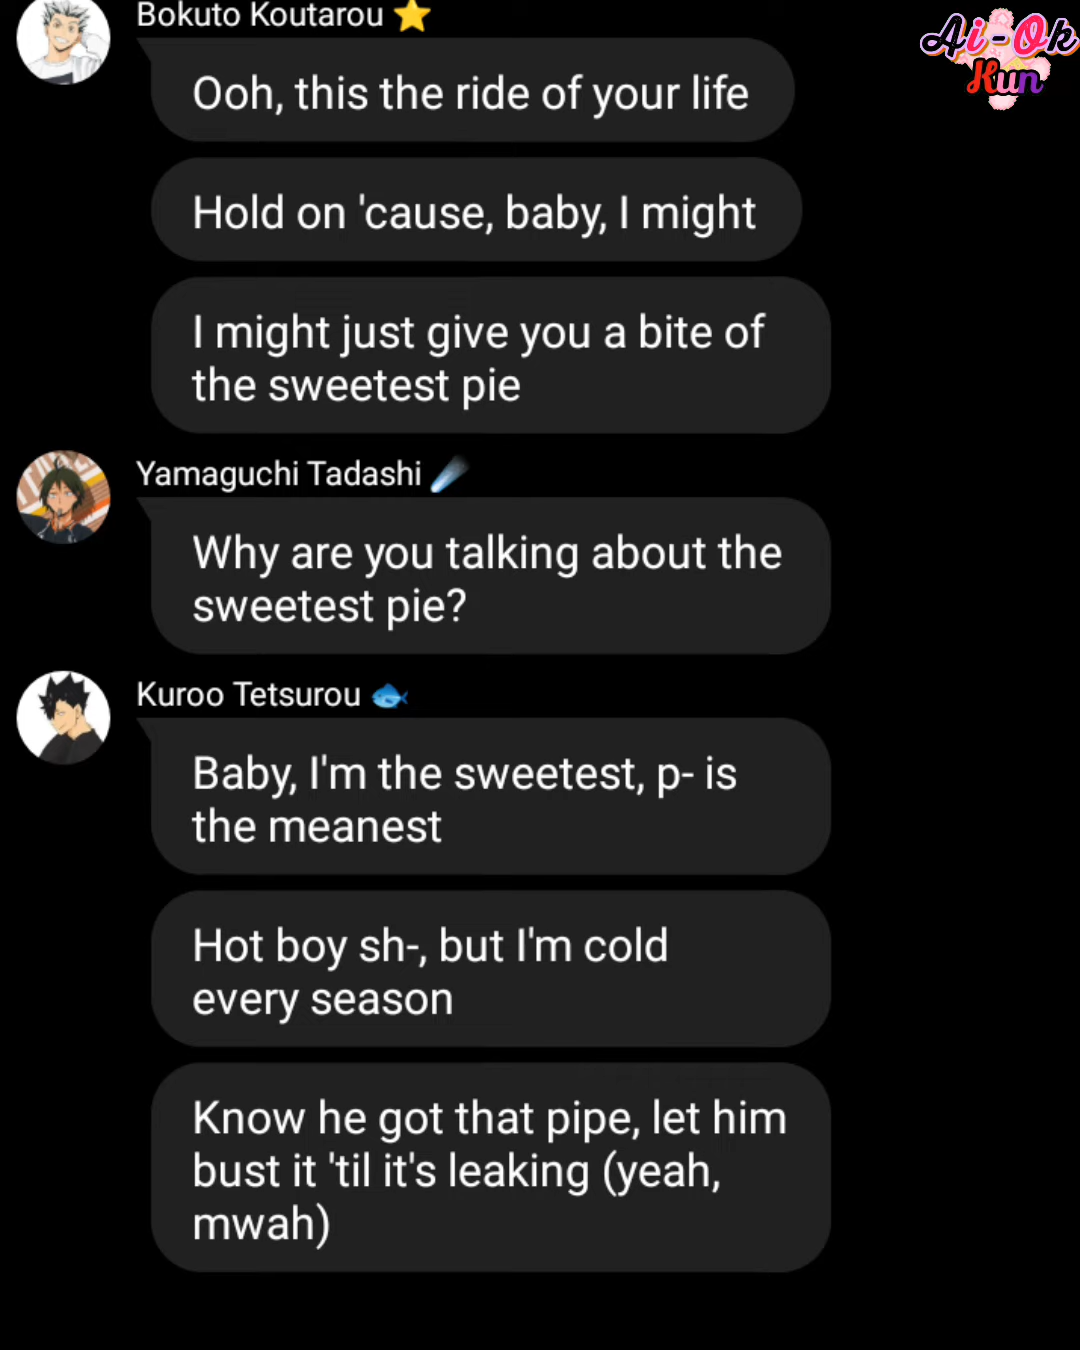 Bokuto Koutarou ⭐
Ai-Ok
Kun
Ooh, this the ride of your life
Hold on 'cause, baby, I might
I might just give you a bite of
the sweetest pie
Yamaguchi Tadashi ☄️
Why are you talking about the
sweetest pie?
Kuroo Tetsurou 🐟
Baby, I'm the sweetest, p- is
the meanest
Hot boy sh-, but I'm cold
every season
Know he got that pipe, let him
bust it 'til it's leaking (yeah,
mwah)